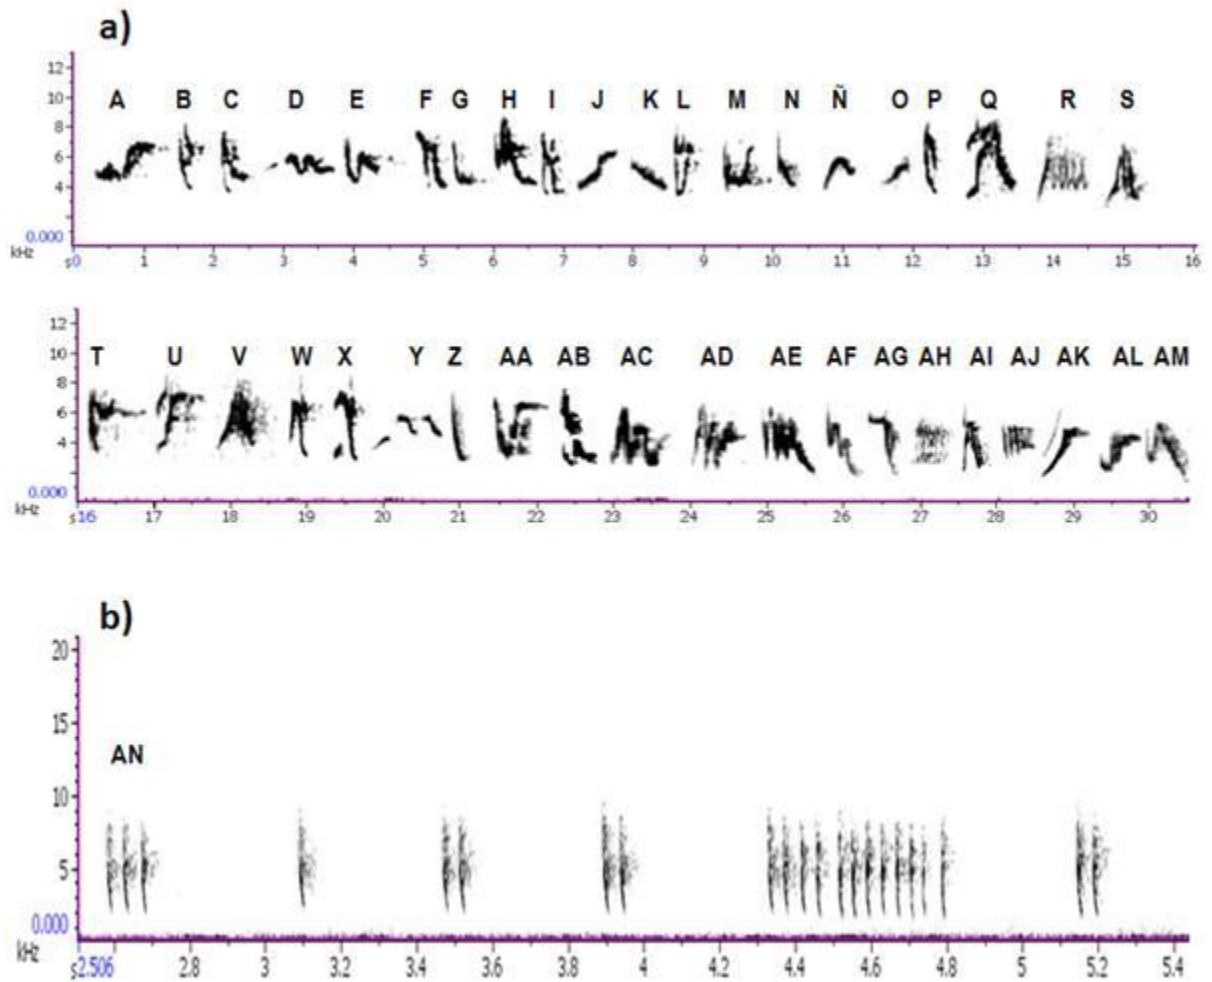 a)
12
A B C D E F G H I J K L M N Ñ O P Q R S
10
8
6
4
0.000
kHz
s0 1 2 3 4 5 6 7 8 9 10 11 12 13 14 15 16
12
T U V W X Y Z AA AB AC AD AE AF AG AH AI AJ AK AL AM
10
8
6
4
0.000
kHz
s16 17 18 19 20 21 22 23 24 25 26 27 28 29 30
b)
20
15
AN
10
5
0.000
kHz
s2.506 2.8 3 3.2 3.4 3.6 3.8 4 4.2 4.4 4.6 4.8 5 5.2 5.4